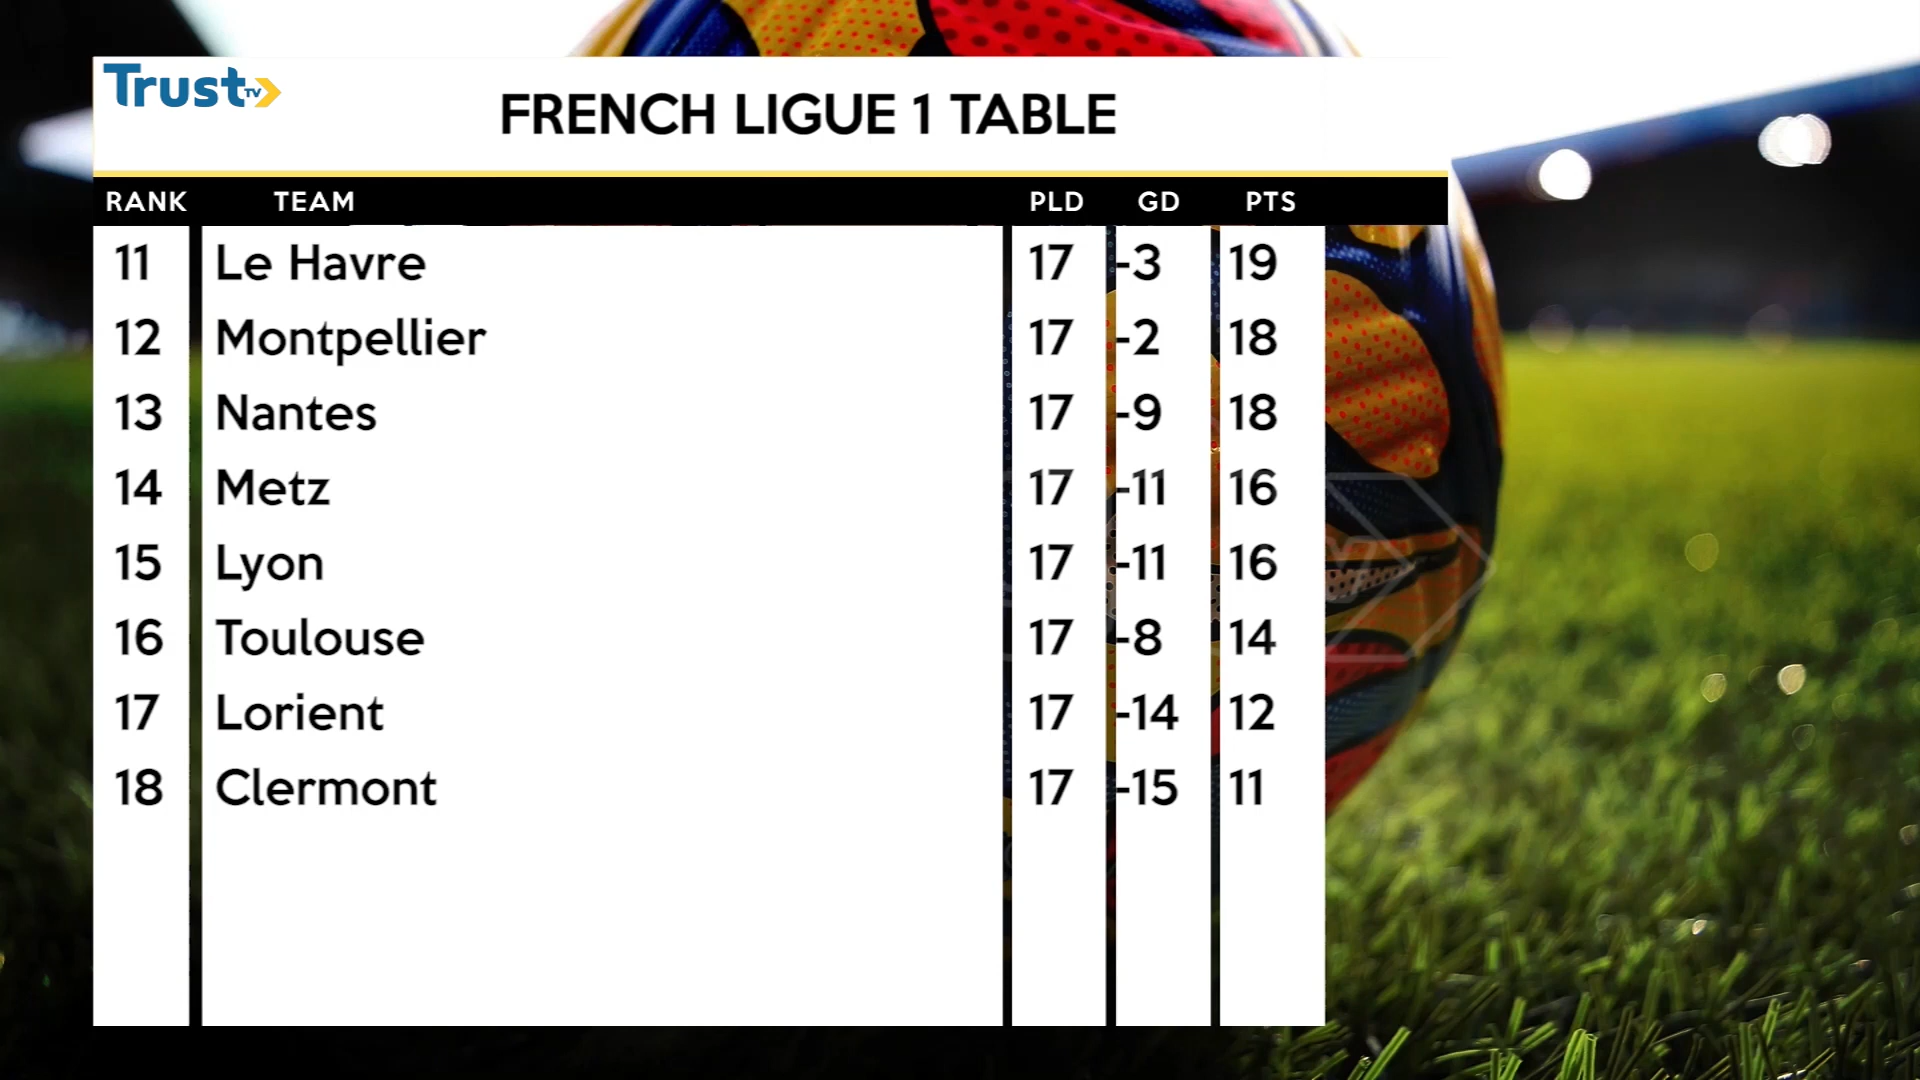 Trust TV
FRENCH LIGUE 1 TABLE
RANK TEAM PLD GD PTS
11 Le Havre 17 -3 19
12 Montpellier 17 -2 18
13 Nantes 17 -9 18
14 Metz 17 -11 16
15 Lyon 17 -11 16
16 Toulouse 17 -8 14
17 Lorient 17 -14 12
18 Clermont 17 -15 11